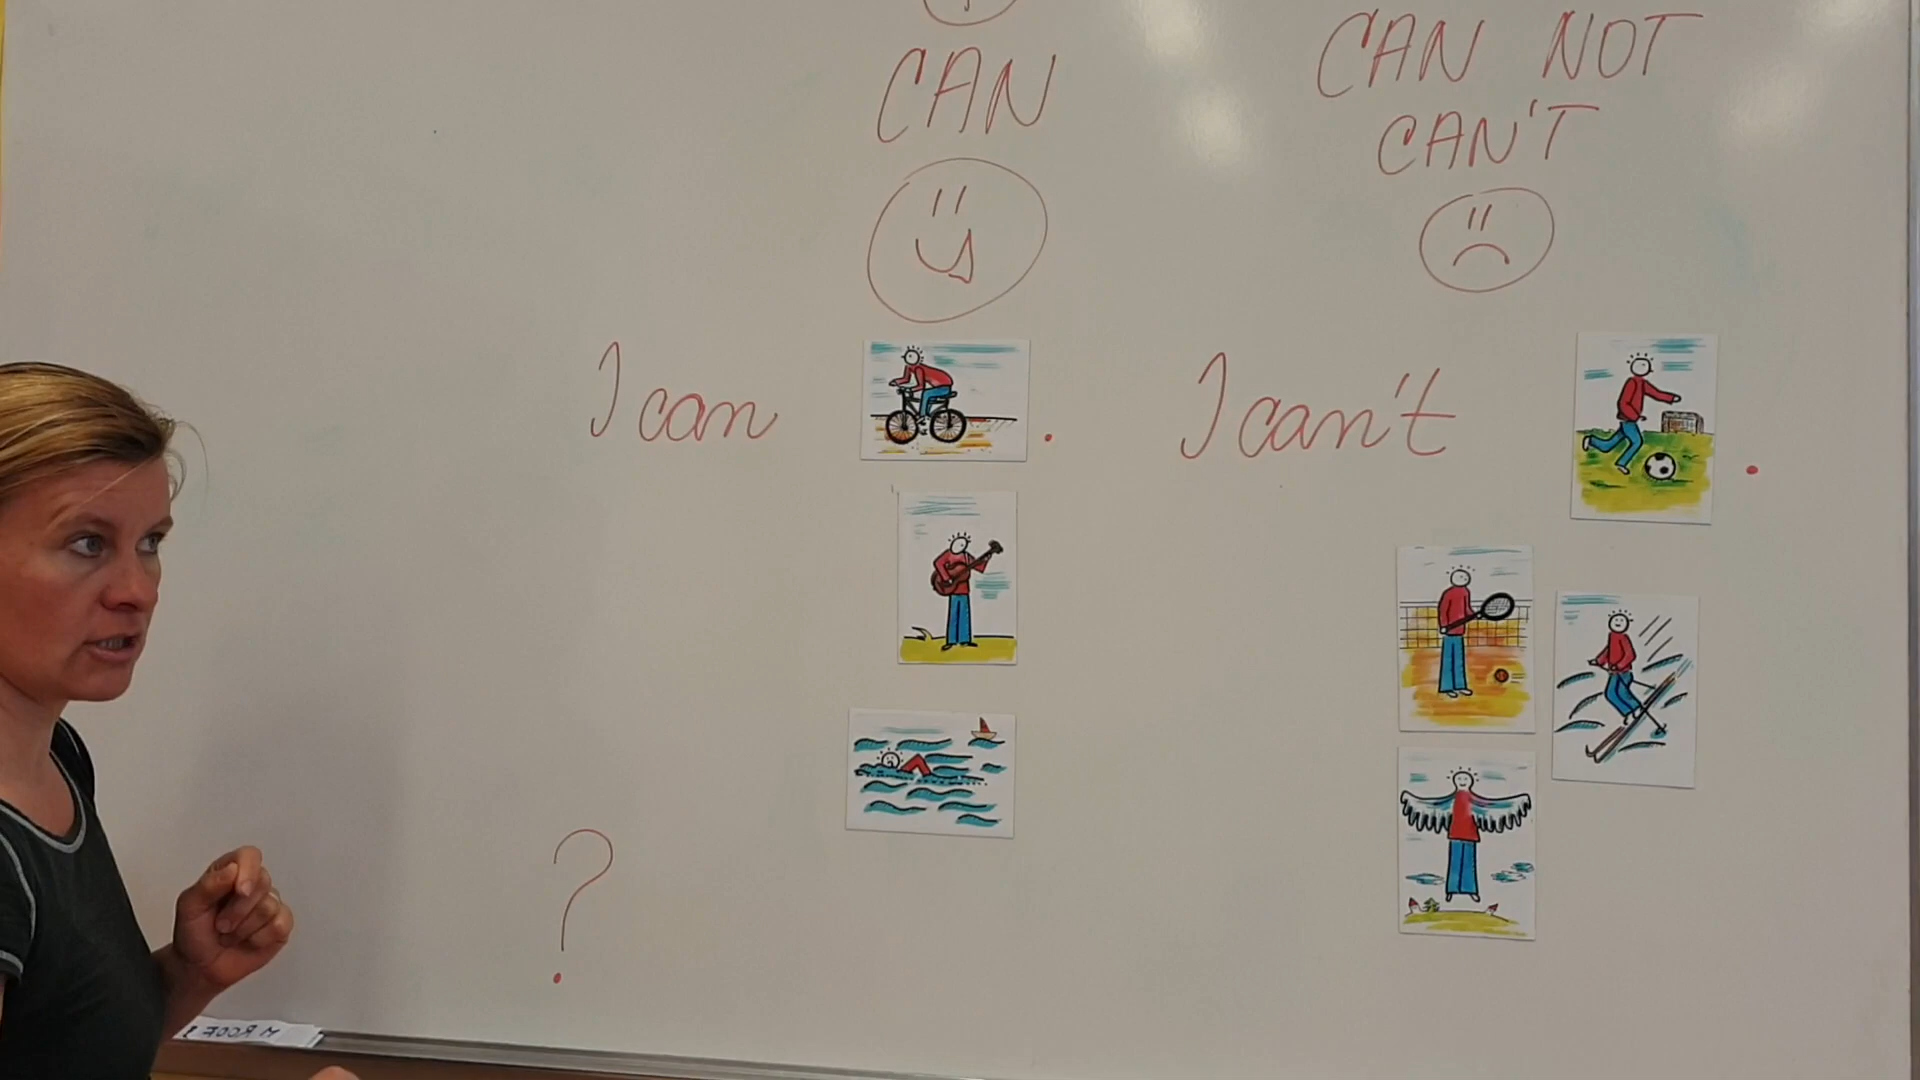 CAN
CAN NOT
CAN'T
I can .
I can't .
?